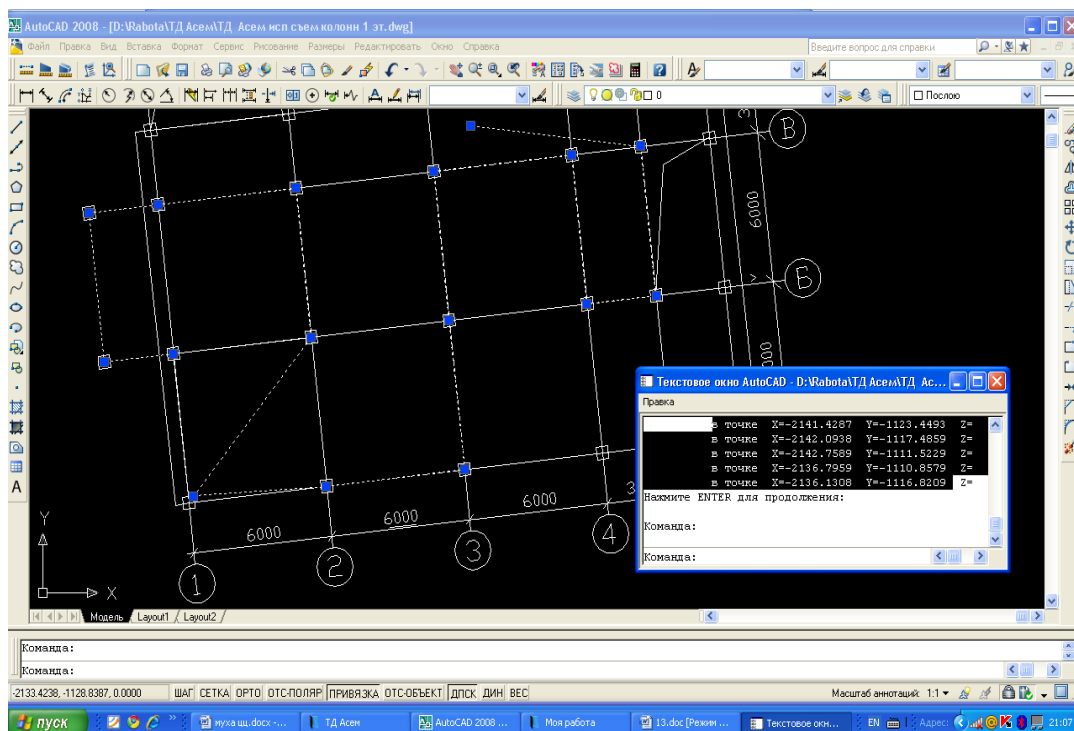 AutoCAD 2008 - [D:\Rabota\ТД Асем\ТД Асем исп съем колонн 1 эт.dwg]
Файл Правка Вид Вставка Формат Сервис Рисование Размеры Редактировать Окно Справка
Введите вопрос для справки
0
Послою
В
6000
Б
6000
6000
6000
3
1
2
3
4
Y
X
Текстовое окно AutoCAD - D:\Rabota\ТД Асем\ТД Ас...
Правка
в точке X=-2141.4287 Y=-1123.4493 Z=
в точке X=-2142.0938 Y=-1117.4859 Z=
в точке X=-2142.7589 Y=-1111.5229 Z=
в точке X=-2136.7959 Y=-1110.8579 Z=
в точке X=-2136.1308 Y=-1116.8209 Z=
Нажмите ENTER для продолжения:
Команда:
Команда:
Модель Layout1 Layout2
Команда:
Команда:
-2133.4238, -1128.8387, 0.0000 ШАГ СЕТКА ОРТО ОТС-ПОЛЯР ПРИВЯЗКА ОТС-ОБЪЕКТ ДПСК ДИН ВЕС Масштаб аннотаций: 1:1
пуск муха щщ.docx -... ТД Асем AutoCAD 2008 ... Моя работа 13.doc [Режим ... Текстовое окн... EN Адрес: 21:07